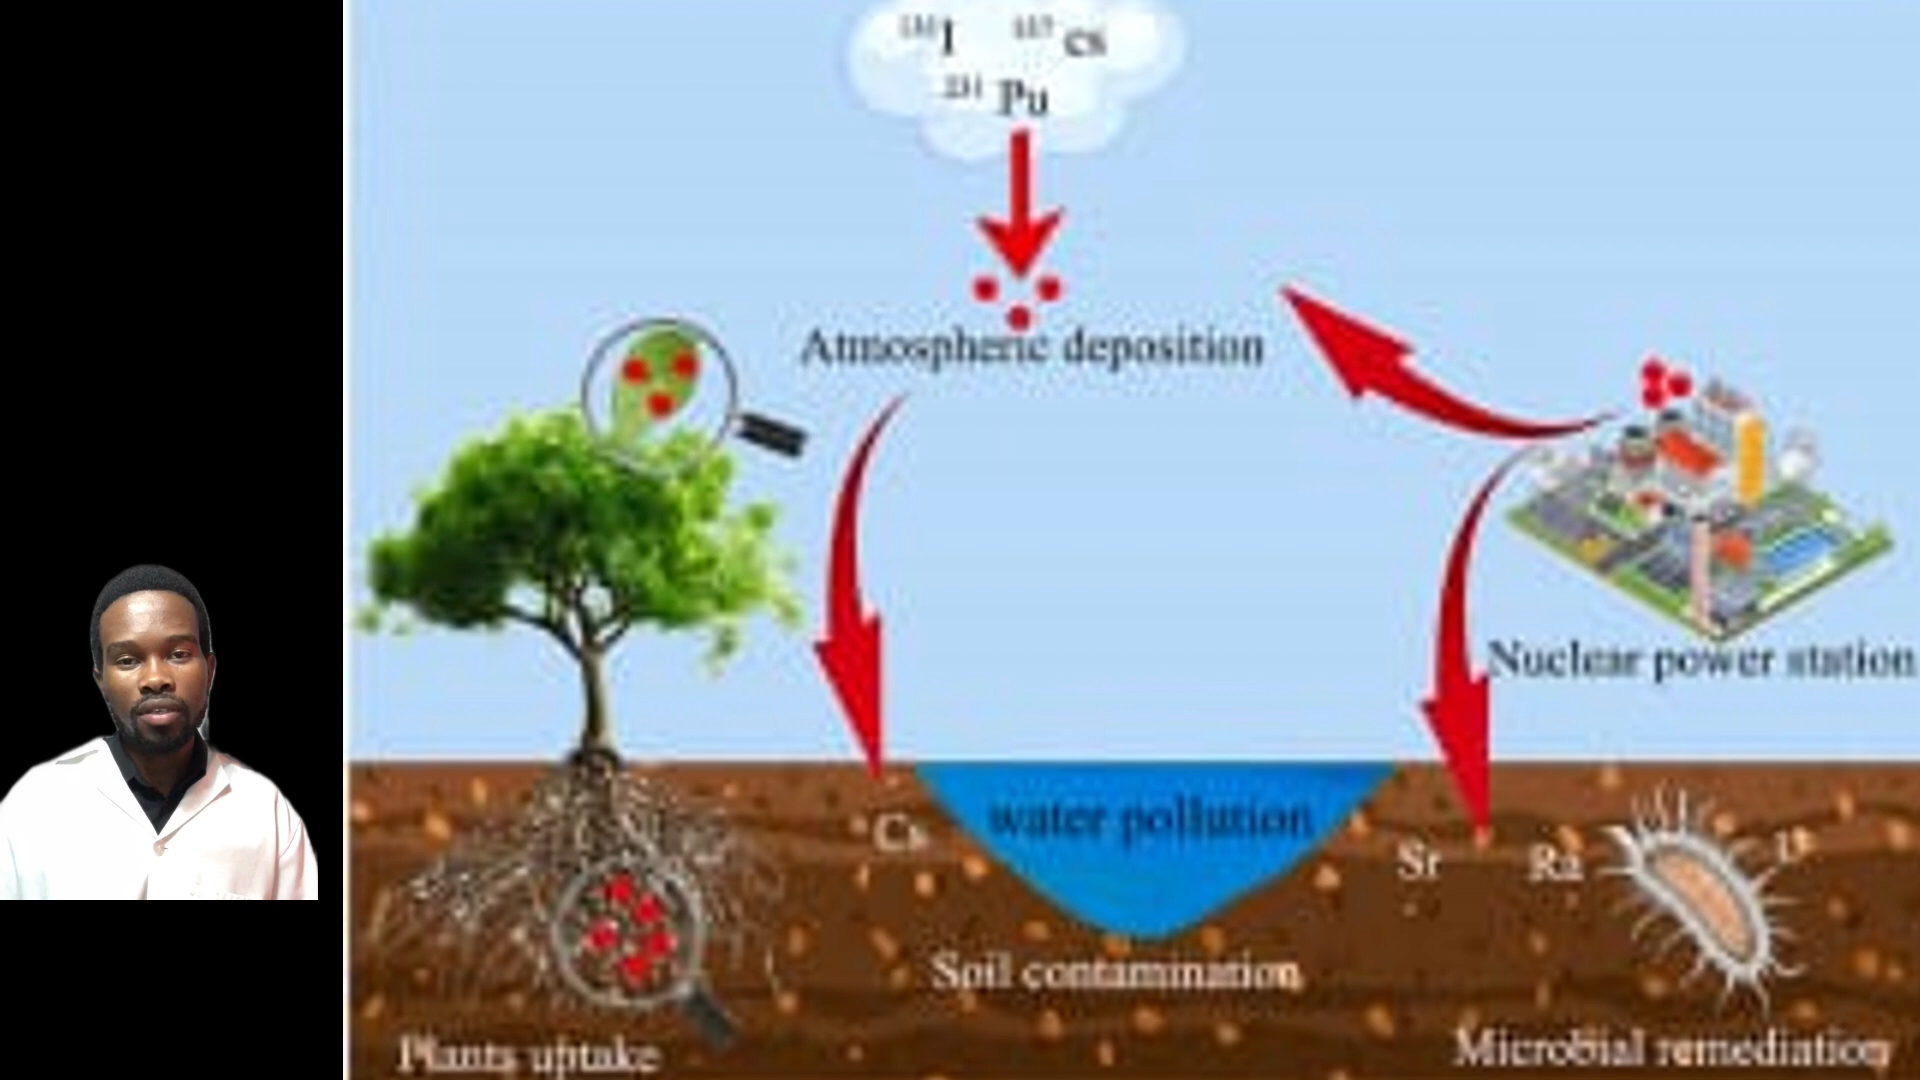 I cs
Pu
Atmospheric deposition
Nuclear power station
water pollution
Cs
Sr Ra
Soil contamination
Plants uptake
Microbial remediation